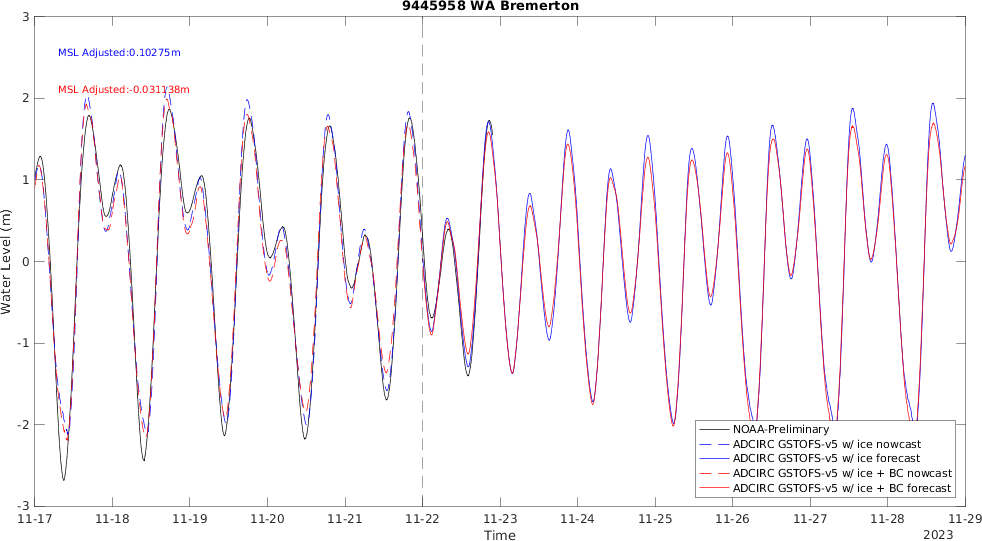 9445958 WA Bremerton
3
MSL Adjusted:0.10275m
MSL Adjusted:-0.031138m
2
1
0
-1
-2
-3
Water Level (m)
NOAA-Preliminary
ADCIRC GSTOFS-v5 w/ ice nowcast
ADCIRC GSTOFS-v5 w/ ice forecast
ADCIRC GSTOFS-v5 w/ ice + BC nowcast
ADCIRC GSTOFS-v5 w/ ice + BC forecast
11-17 11-18 11-19 11-20 11-21 11-22 11-23 11-24 11-25 11-26 11-27 11-28 11-29
Time
2023